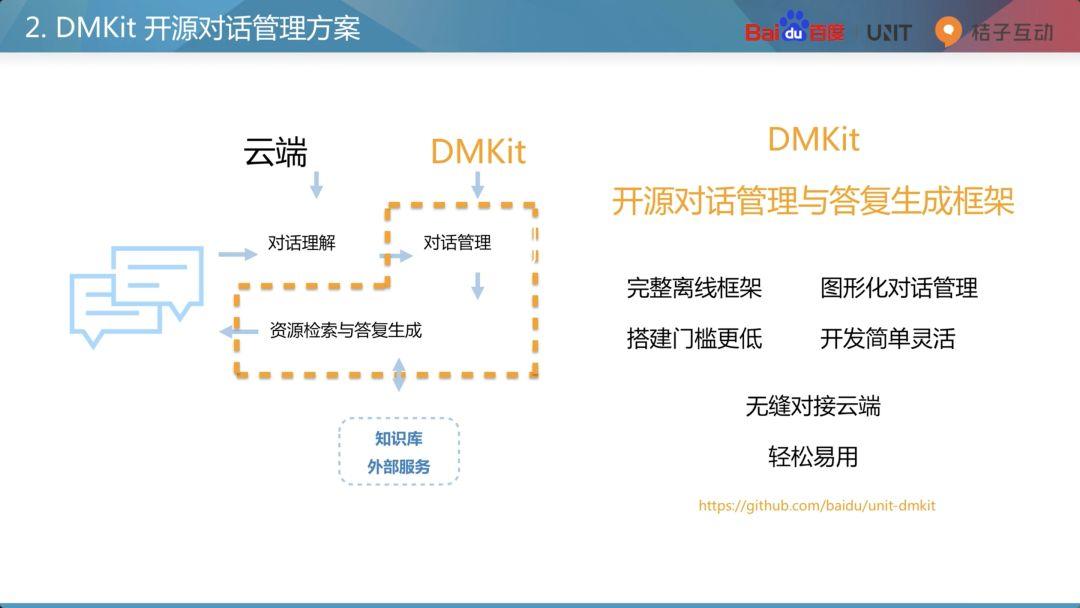 2. DMKit 开源对话管理方案
Baidu百度 UNIT 桔子互动
云端
DMKit
对话理解
对话管理
资源检索与答复生成
知识库
外部服务
DMKit
开源对话管理与答复生成框架
完整离线框架 图形化对话管理
搭建门槛更低 开发简单灵活
无缝对接云端
轻松易用
https://github.com/baidu/unit-dmkit